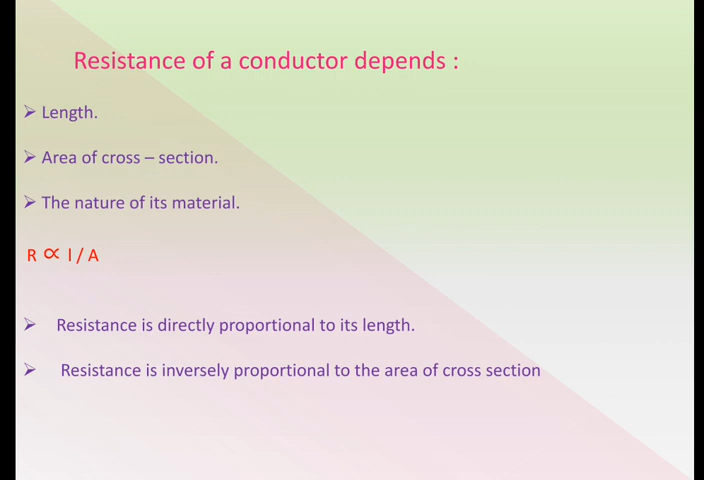 Resistance of a conductor depends :
➢ Length.
➢ Area of cross – section.
➢ The nature of its material.
R ∝ l / A
➢ Resistance is directly proportional to its length.
➢ Resistance is inversely proportional to the area of cross section